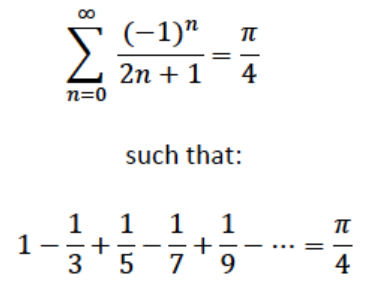 ∑_{n=0}^{∞} (-1)^n / (2n + 1) = π/4
such that:
1 − 1/3 + 1/5 − 1/7 + 1/9 − ⋯ = π/4